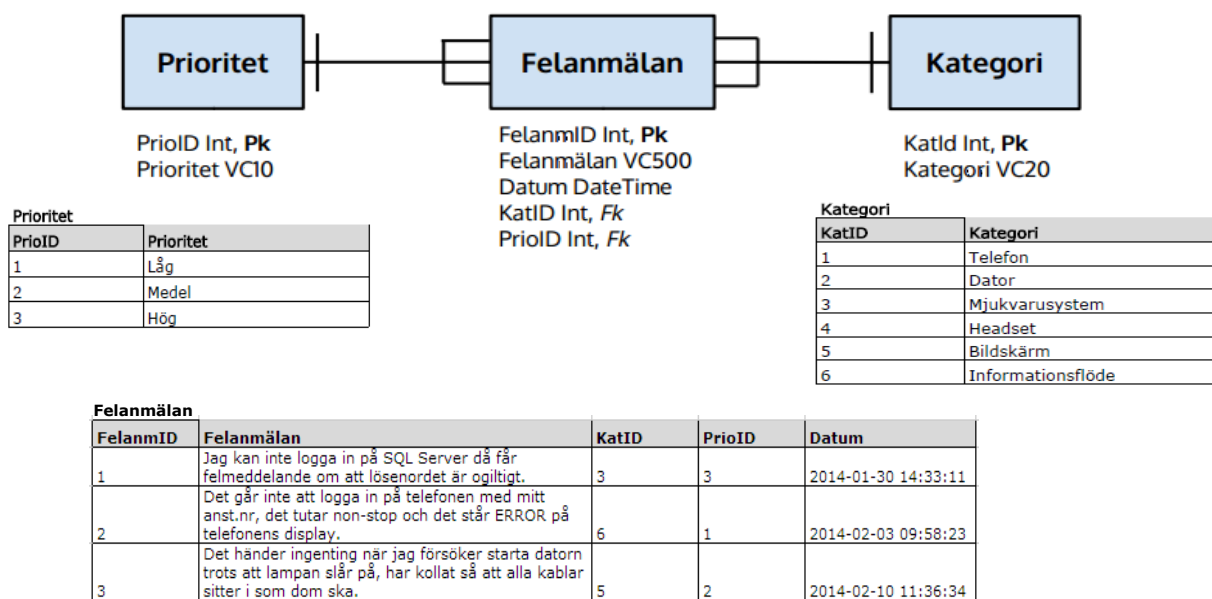 Prioritet
Felanmälan
Kategori
PrioID Int, Pk
Prioritet VC10
FelanmID Int, Pk
Felanmälan VC500
Datum DateTime
KatID Int, Fk
PrioID Int, Fk
KatId Int, Pk
Kategori VC20
Prioritet
PrioID Prioritet
1 Låg
2 Medel
3 Hög
Kategori
KatID Kategori
1 Telefon
2 Dator
3 Mjukvarusystem
4 Headset
5 Bildskärm
6 Informationsflöde
Felanmälan
FelanmID Felanmälan KatID PrioID Datum
Jag kan inte logga in på SQL Server då får
1 felmeddelande om att lösenordet är ogiltigt. 3 3 2014-01-30 14:33:11
Det går inte att logga in på telefonen med mitt
anst.nr, det tutar non-stop och det står ERROR på
2 telefonens display. 6 1 2014-02-03 09:58:23
Det händer ingenting när jag försöker starta datorn
trots att lampan slår på, har kollat så att alla kablar
3 sitter i som dom ska. 5 2 2014-02-10 11:36:34